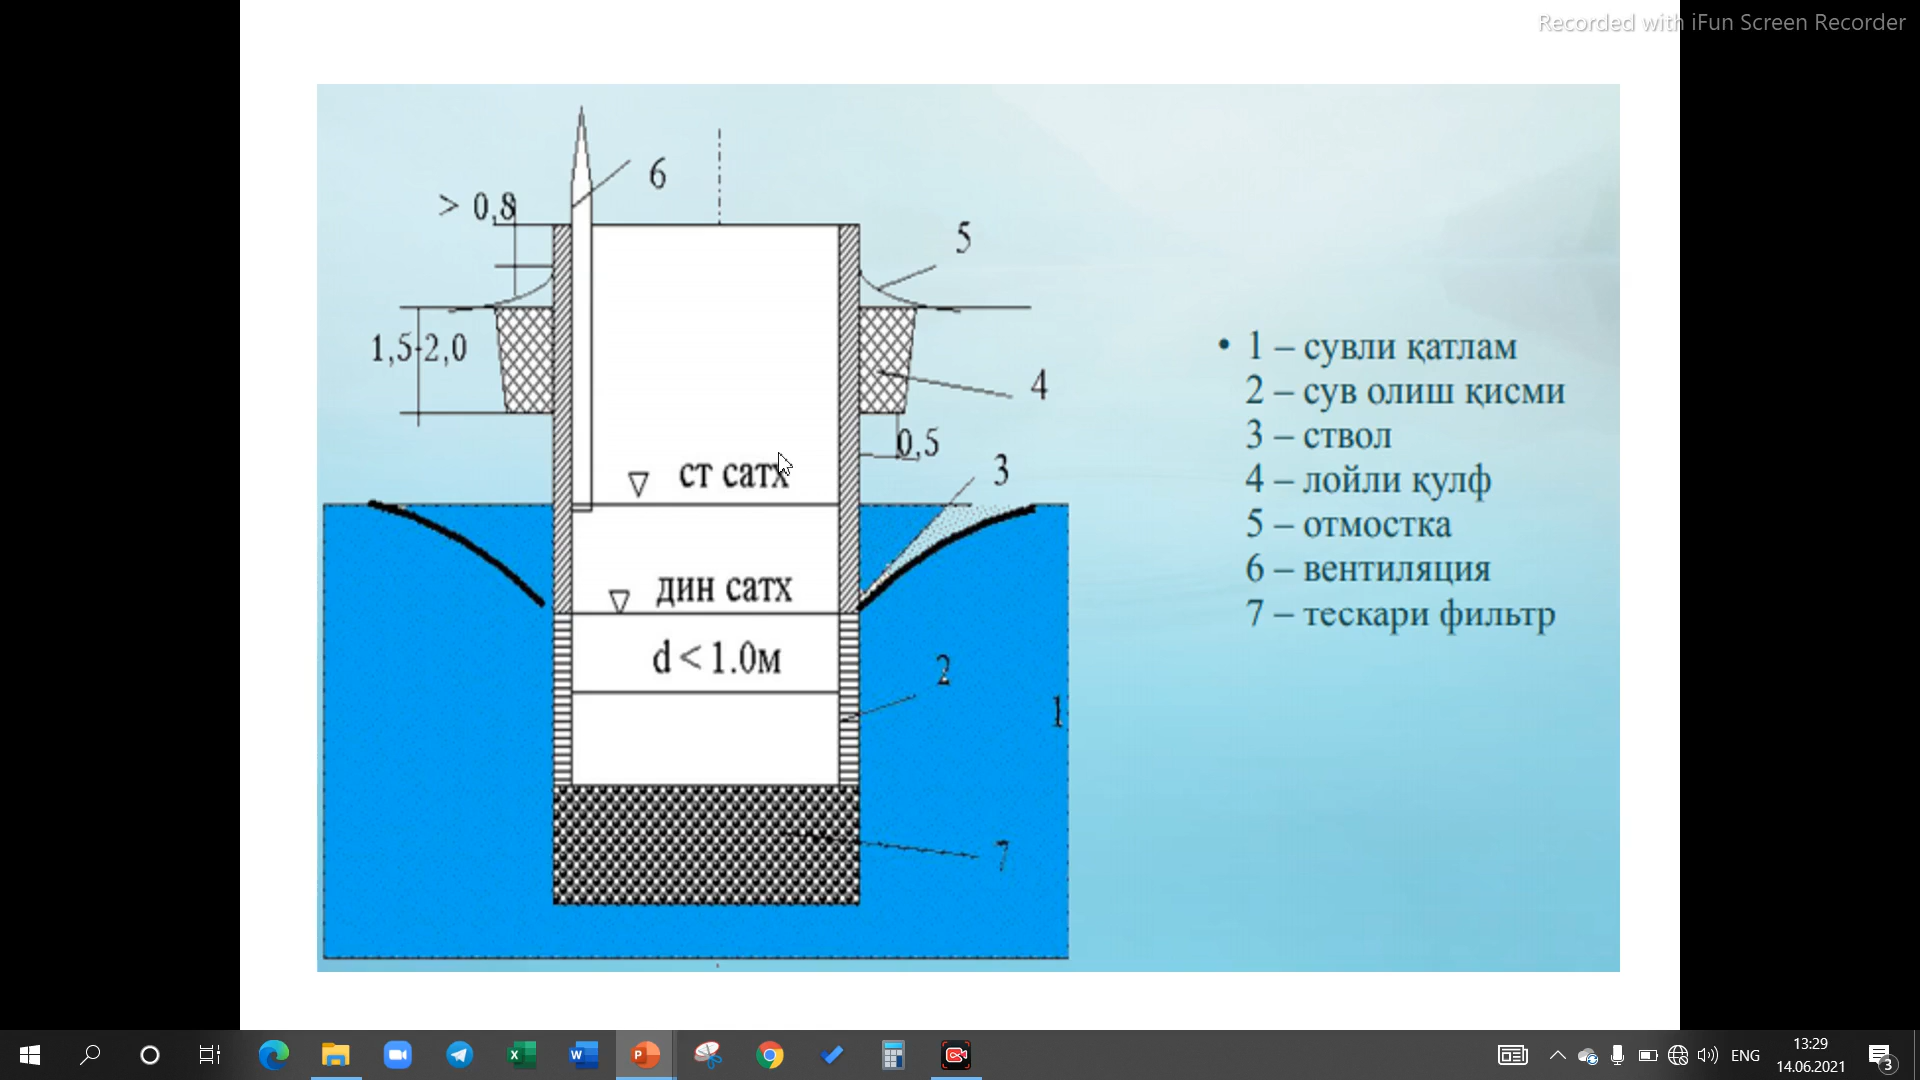 Recorded with iFun Screen Recorder
6
> 0,8
5
1,5-2,0
4
0,5
3
ст сатх
дин сатх
d < 1.0м
2
1
7
• 1 – сувли қатлам
2 – сув олиш қисми
3 – ствол
4 – лойли қулф
5 – отмостка
6 – вентиляция
7 – тескари фильтр
ENG
13:29
14.06.2021
3